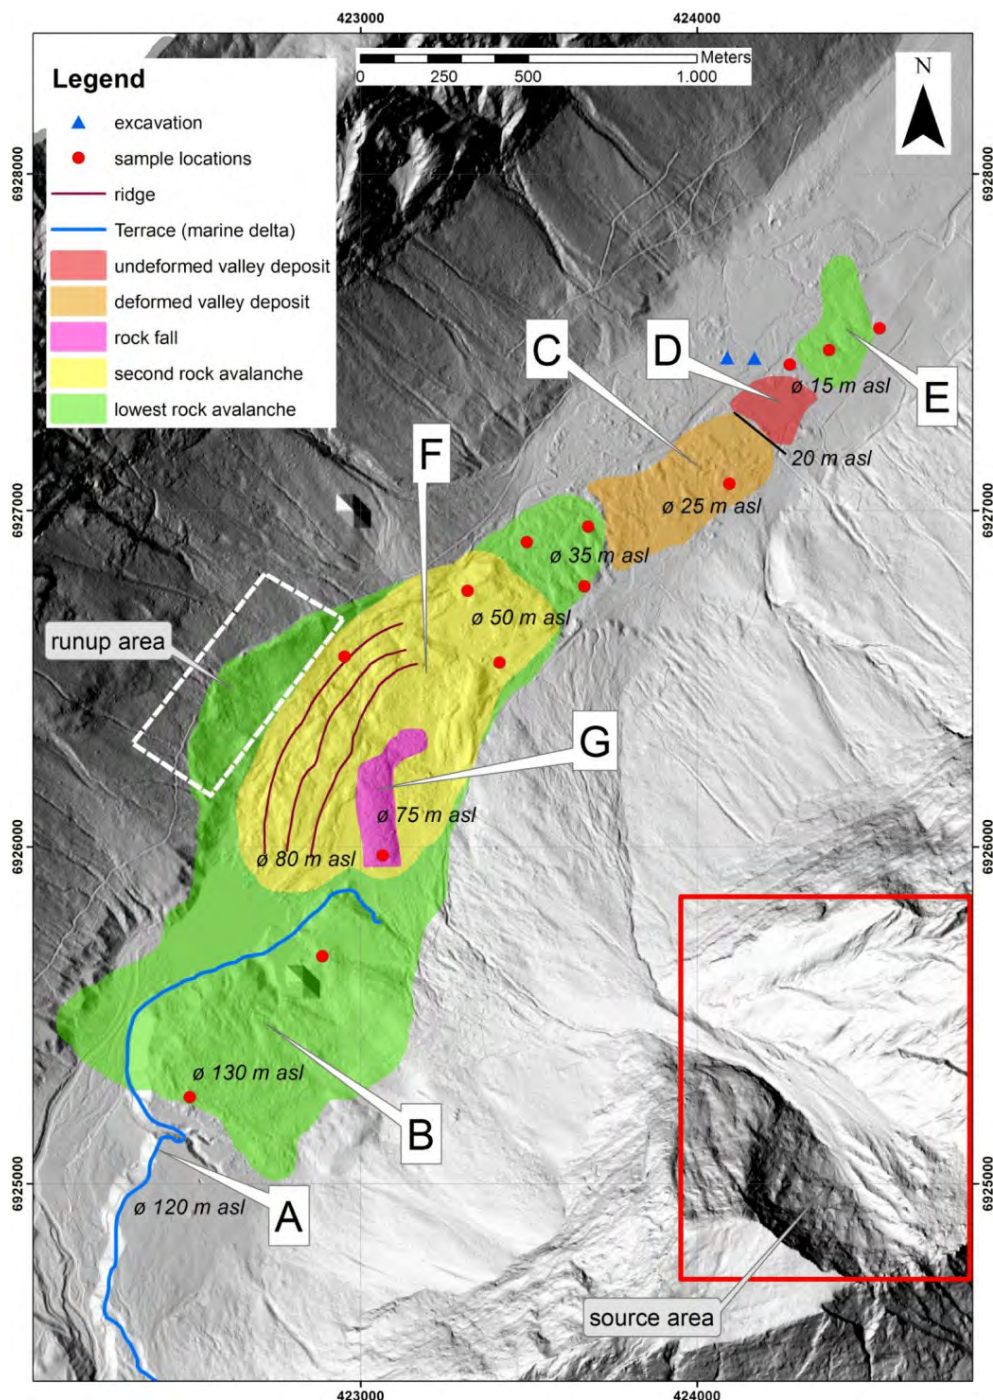 423000
424000
Legend
excavation
sample locations
ridge
Terrace (marine delta)
undeformed valley deposit
deformed valley deposit
rock fall
second rock avalanche
lowest rock avalanche
Meters
0 250 500 1.000
N
6928000
6928000
C
D
E
ø 15 m asl
20 m asl
F
ø 25 m asl
6927000
6927000
ø 35 m asl
ø 50 m asl
runup area
G
ø 75 m asl
ø 80 m asl
6926000
6926000
ø 130 m asl
B
A
ø 120 m asl
6925000
6925000
source area
423000
424000